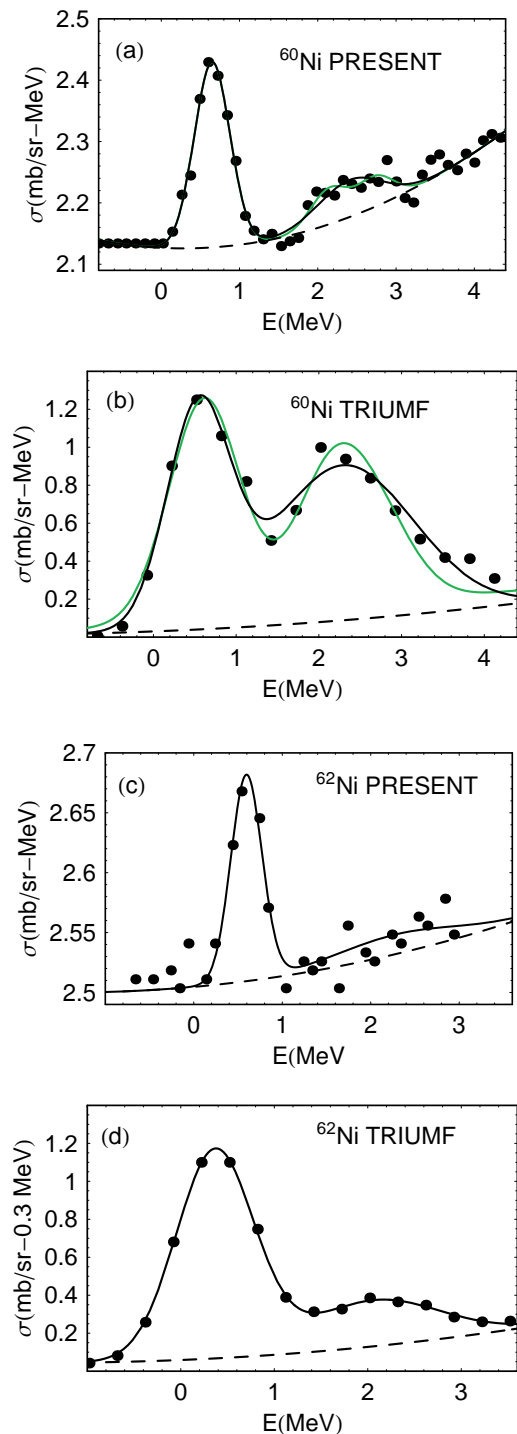 2.5
(a)
⁶⁰Ni PRESENT
2.4
2.3
2.2
2.1
σ(mb/sr−MeV)
0 1 2 3 4
E(MeV)
(b)
⁶⁰Ni TRIUMF
1.2
1
0.8
0.6
0.4
0.2
σ(mb/sr−MeV)
0 1 2 3 4
E(MeV)
2.7
(c)
⁶²Ni PRESENT
2.65
2.6
2.55
2.5
σ(mb/sr−MeV)
0 1 2 3
E(MeV
(d)
⁶²Ni TRIUMF
1.2
1
0.8
0.6
0.4
0.2
σ(mb/sr−0.3 MeV)
0 1 2 3
E(MeV)